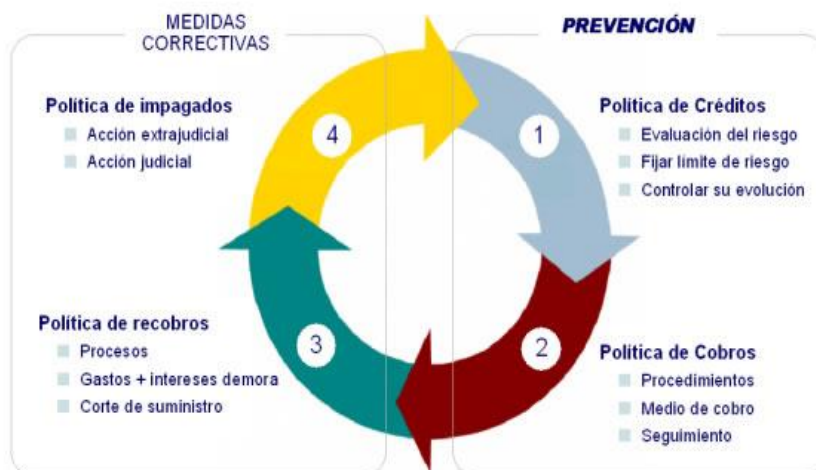 MEDIDAS
CORRECTIVAS
PREVENCIÓN
Política de impagados
Acción extrajudicial
Acción judicial
4
1
Política de Créditos
Evaluación del riesgo
Fijar límite de riesgo
Controlar su evolución
Política de recobros
Procesos
Gastos + intereses demora
Corte de suministro
3
2
Política de Cobros
Procedimientos
Medio de cobro
Seguimiento